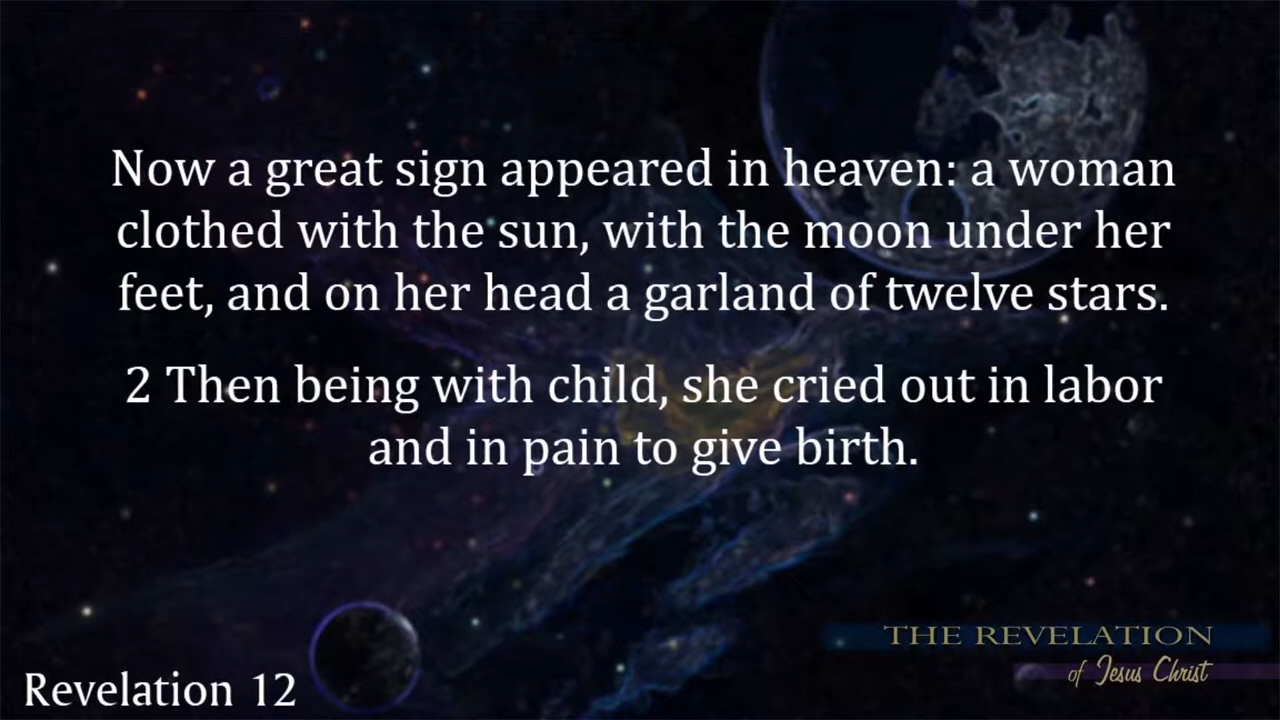 Now a great sign appeared in heaven: a woman
clothed with the sun, with the moon under her
feet, and on her head a garland of twelve stars.
2 Then being with child, she cried out in labor
and in pain to give birth.
THE REVELATION
of Jesus Christ
Revelation 12